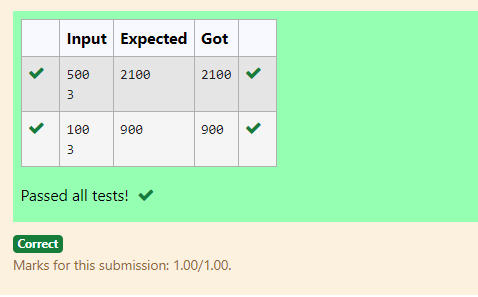 Input Expected Got
500 2100 2100
3
100 900 900
3
Passed all tests!
Correct
Marks for this submission: 1.00/1.00.